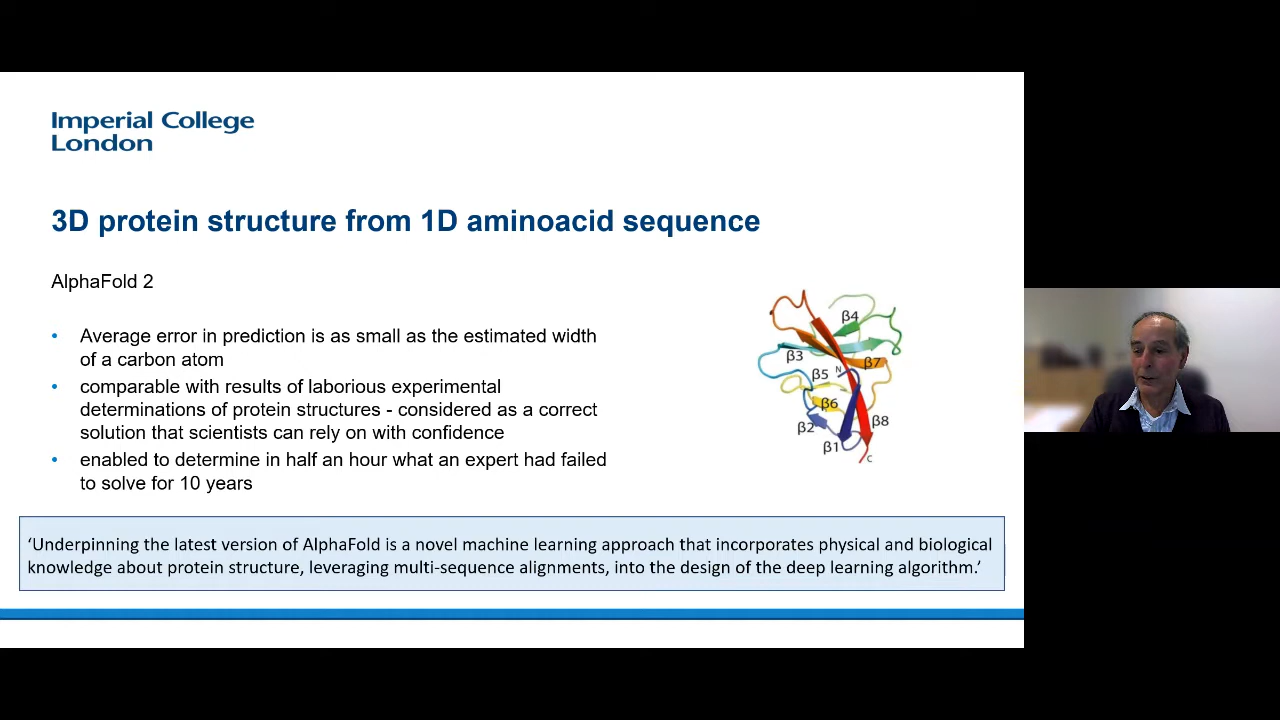 Imperial College
London
3D protein structure from 1D aminoacid sequence
AlphaFold 2
• Average error in prediction is as small as the estimated width
of a carbon atom
• comparable with results of laborious experimental
determinations of protein structures - considered as a correct
solution that scientists can rely on with confidence
• enabled to determine in half an hour what an expert had failed
to solve for 10 years
β4
β3
β7
β5
N
β6
β2
β8
β1
C
‘Underpinning the latest version of AlphaFold is a novel machine learning approach that incorporates physical and biological
knowledge about protein structure, leveraging multi-sequence alignments, into the design of the deep learning algorithm.’